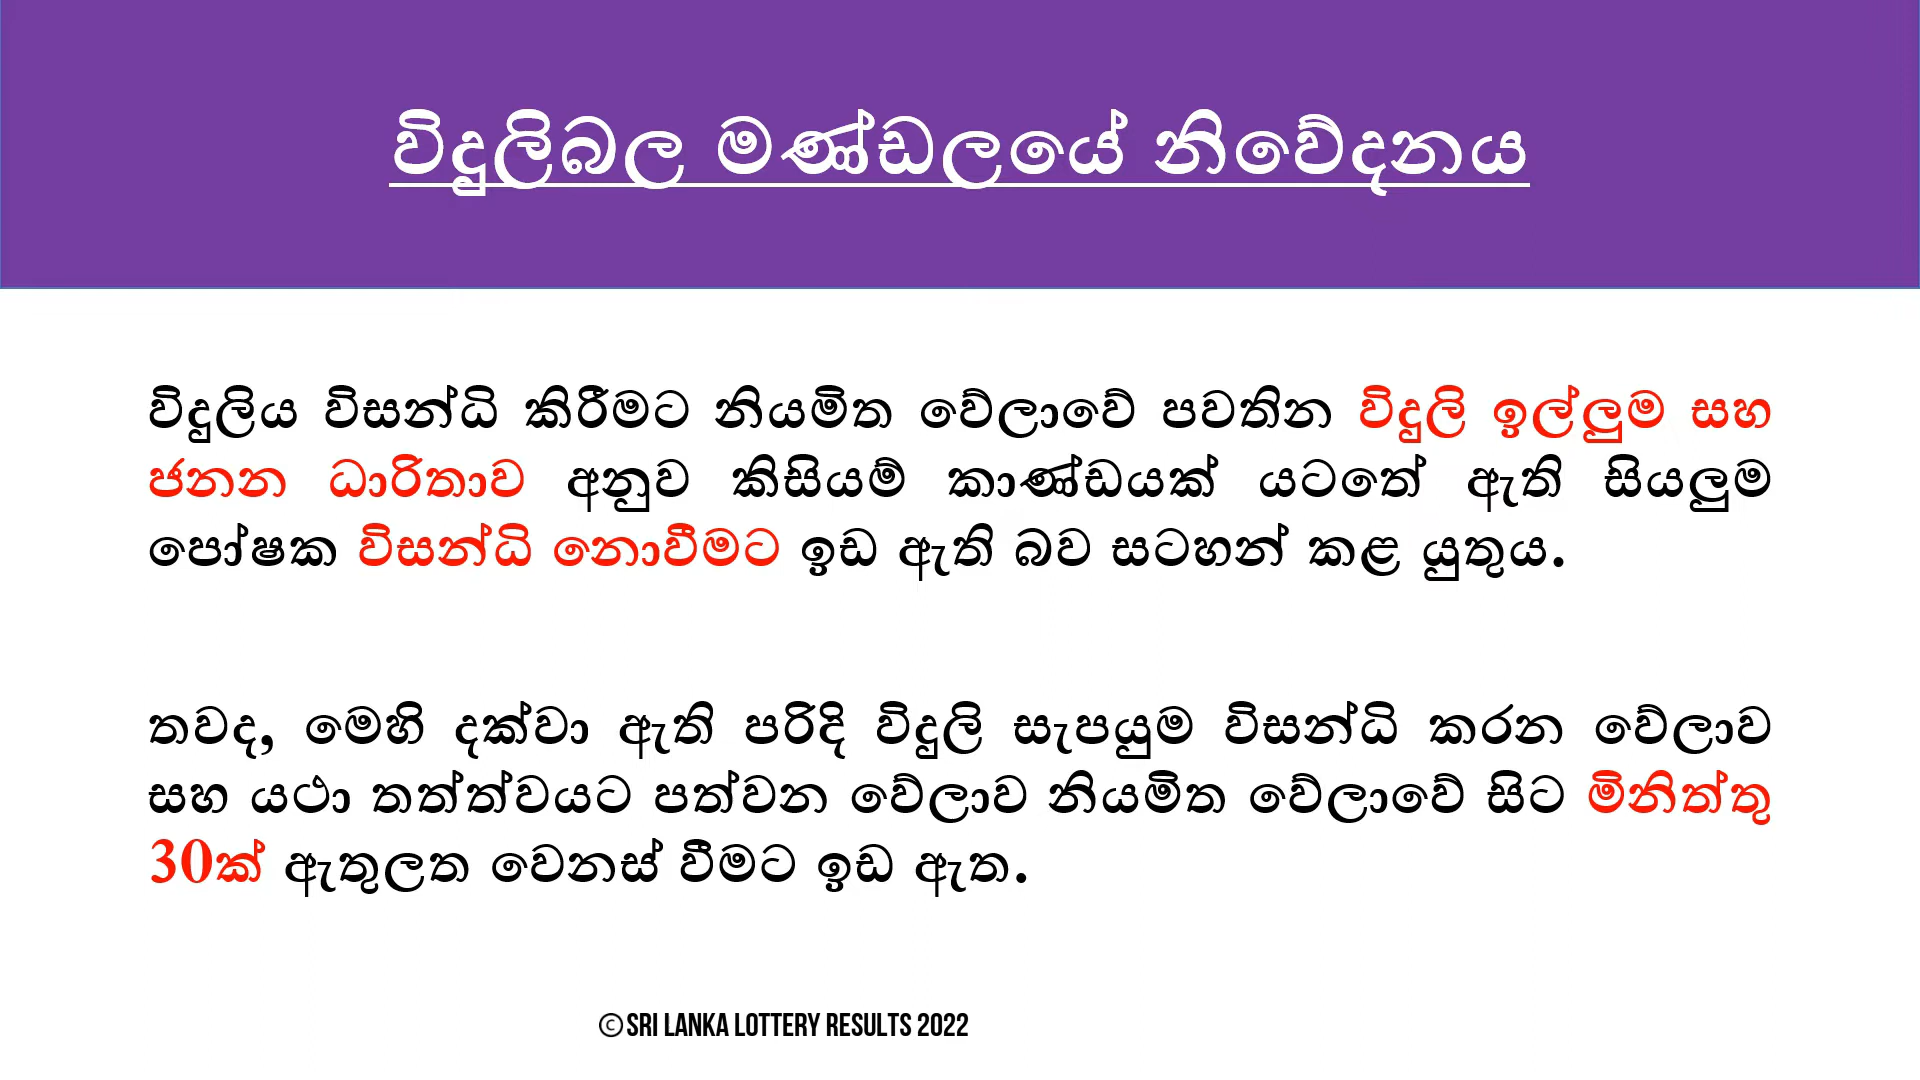 විදුලිබල මණ්ඩලයේ නිවේදනය
විදුලිය විසන්ධි කිරීමට නියමිත වේලාවේ පවතින විදුලි ඉල්ලුම සහ
ජනන ධාරිතාව අනුව කිසියම් කාණ්ඩයක් යටතේ ඇති සියලුම
පෝෂක විසන්ධි නොවීමට ඉඩ ඇති බව සටහන් කළ යුතුය.
තවද, මෙහි දක්වා ඇති පරිදි විදුලි සැපයුම විසන්ධි කරන වේලාව
සහ යථා තත්ත්වයට පත්වන වේලාව නියමිත වේලාවේ සිට මිනිත්තු
30ක් ඇතුලත වෙනස් වීමට ඉඩ ඇත.
©SRI LANKA LOTTERY RESULTS 2022